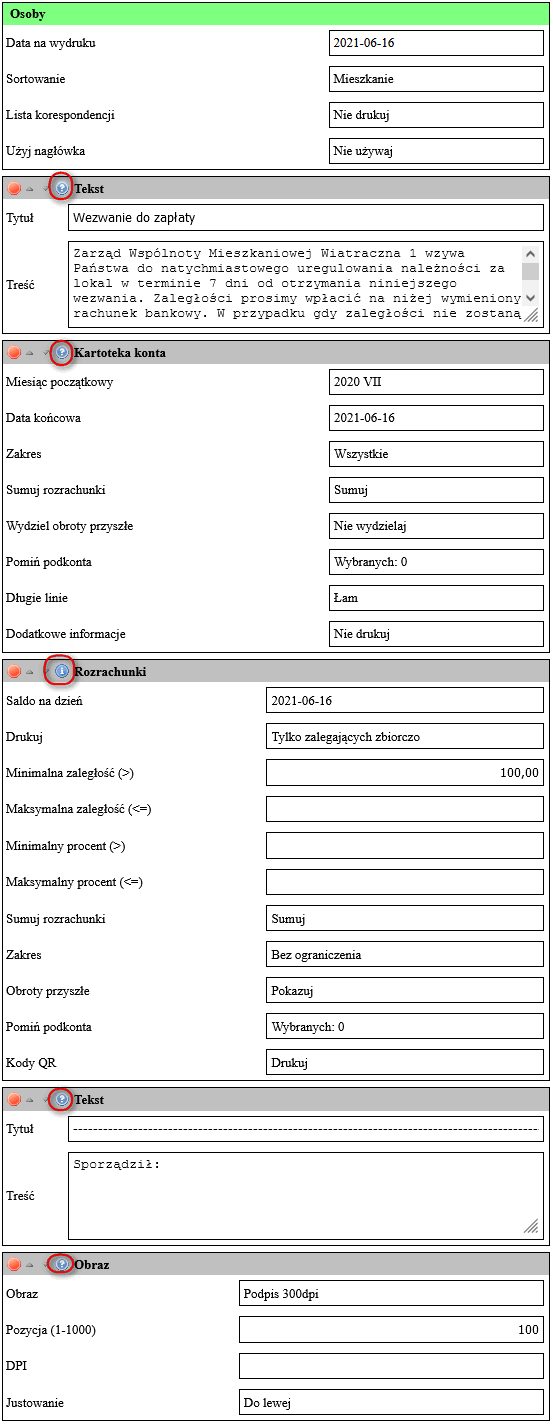 Osoby
Data na wydruku 2021-06-16
Sortowanie Mieszkanie
Lista korespondencji Nie drukuj
Użyj nagłówka Nie używaj
Tekst
Tytuł Wezwanie do zapłaty
Treść
Zarząd Wspólnoty Mieszkaniowej Wiatraczna 1 wzywa
Państwa do natychmiastowego uregulowania należności za
lokal w terminie 7 dni od otrzymania niniejszego
wezwania. Zaległości prosimy wpłacić na niżej wymieniony
rachunek bankowy. W przypadku gdy zaległości nie zostaną
Kartoteka konta
Miesiąc początkowy 2020 VII
Data końcowa 2021-06-16
Zakres Wszystkie
Sumuj rozrachunki Sumuj
Wydziel obroty przyszłe Nie wydzielaj
Pomiń podkonta Wybranych: 0
Długie linie Łam
Dodatkowe informacje Nie drukuj
Rozrachunki
Saldo na dzień 2021-06-16
Drukuj Tylko zalegających zbiorczo
Minimalna zaległość (>) 100,00
Maksymalna zaległość (<=)
Minimalny procent (>)
Maksymalny procent (<=)
Sumuj rozrachunki Sumuj
Zakres Bez ograniczenia
Obroty przyszłe Pokazuj
Pomiń podkonta Wybranych: 0
Kody QR Drukuj
Tekst
Tytuł ------------------------------------------------------------------------------------------
Treść Sporządził:
Obraz
Obraz Podpis 300dpi
Pozycja (1-1000) 100
DPI
Justowanie Do lewej